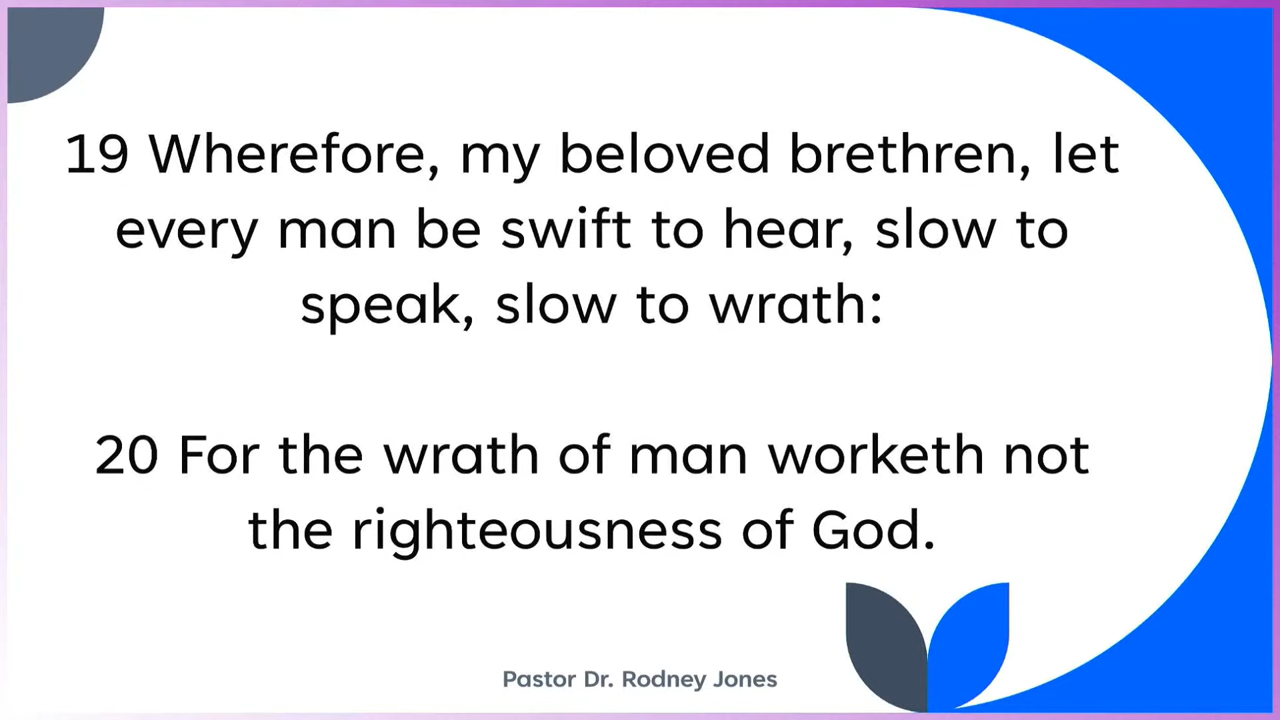 19 Wherefore, my beloved brethren, let
every man be swift to hear, slow to
speak, slow to wrath:
20 For the wrath of man worketh not
the righteousness of God.
Pastor Dr. Rodney Jones